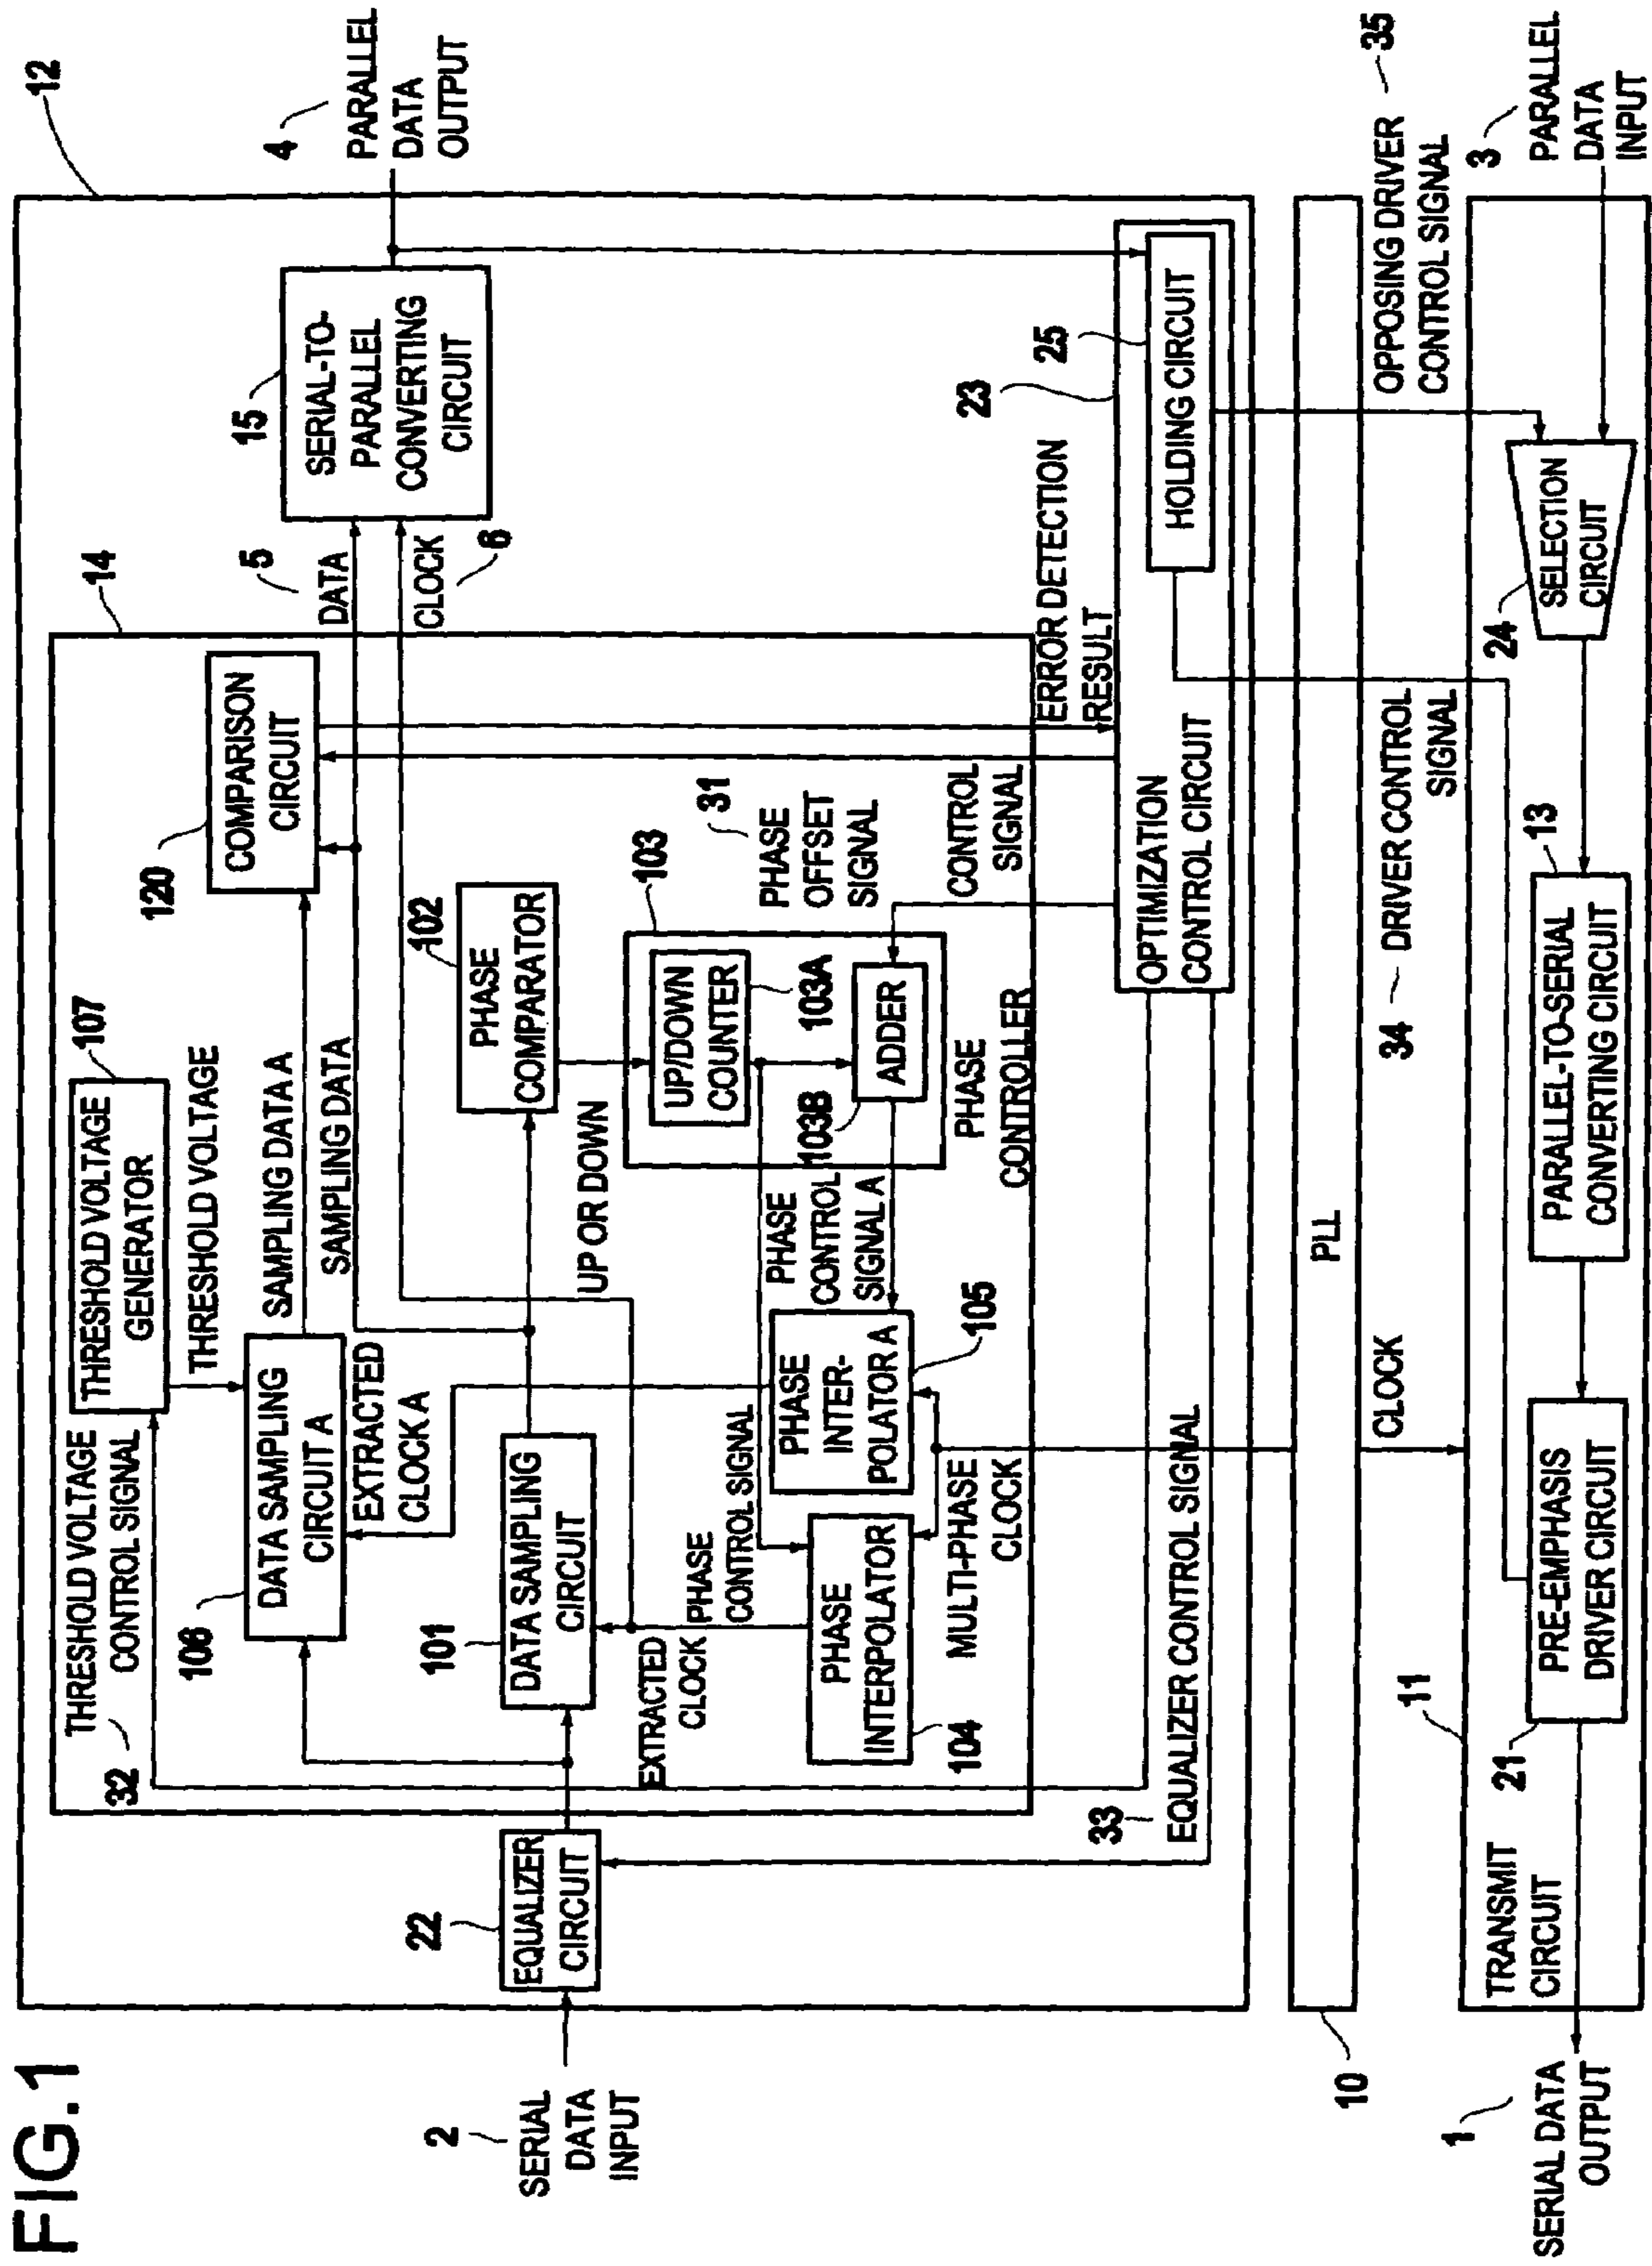 FIG.1
12
4
PARALLEL
DATA
OUTPUT
14
5
DATA
CLOCK
6
15
SERIAL-TO-
PARALLEL
CONVERTING
CIRCUIT
THRESHOLD VOLTAGE
CONTROL SIGNAL
32
107
THRESHOLD VOLTAGE
GENERATOR
THRESHOLD VOLTAGE
120
COMPARISON
CIRCUIT
106
DATA SAMPLING
CIRCUIT A
SAMPLING DATA A
SAMPLING DATA
EXTRACTED
CLOCK A
2
SERIAL
DATA
INPUT
22
EQUALIZER
CIRCUIT
101
DATA SAMPLING
CIRCUIT
102
PHASE
COMPARATOR
UP OR DOWN
EXTRACTED
CLOCK
PHASE
CONTROL SIGNAL
103
UP/DOWN
COUNTER
103A
103B
ADDER
PHASE
CONTROLLER
31
PHASE
OFFSET
SIGNAL
PHASE
CONTROL
SIGNAL A
PHASE
INTER-
POLATOR A
105
PHASE
INTERPOLATOR
104
MULTI-PHASE
CLOCK
CONTROL
SIGNAL
ERROR DETECTION
RESULT
23
25
HOLDING CIRCUIT
OPTIMIZATION
CONTROL CIRCUIT
33
EQUALIZER CONTROL SIGNAL
10
PLL
CLOCK
34
DRIVER CONTROL
SIGNAL
OPPOSING DRIVER
CONTROL SIGNAL
35
3
PARALLEL
DATA
INPUT
11
TRANSMIT
CIRCUIT
21
PRE-EMPHASIS
DRIVER CIRCUIT
13
PARALLEL-TO-SERIAL
CONVERTING CIRCUIT
24
SELECTION
CIRCUIT
1
SERIAL DATA
OUTPUT